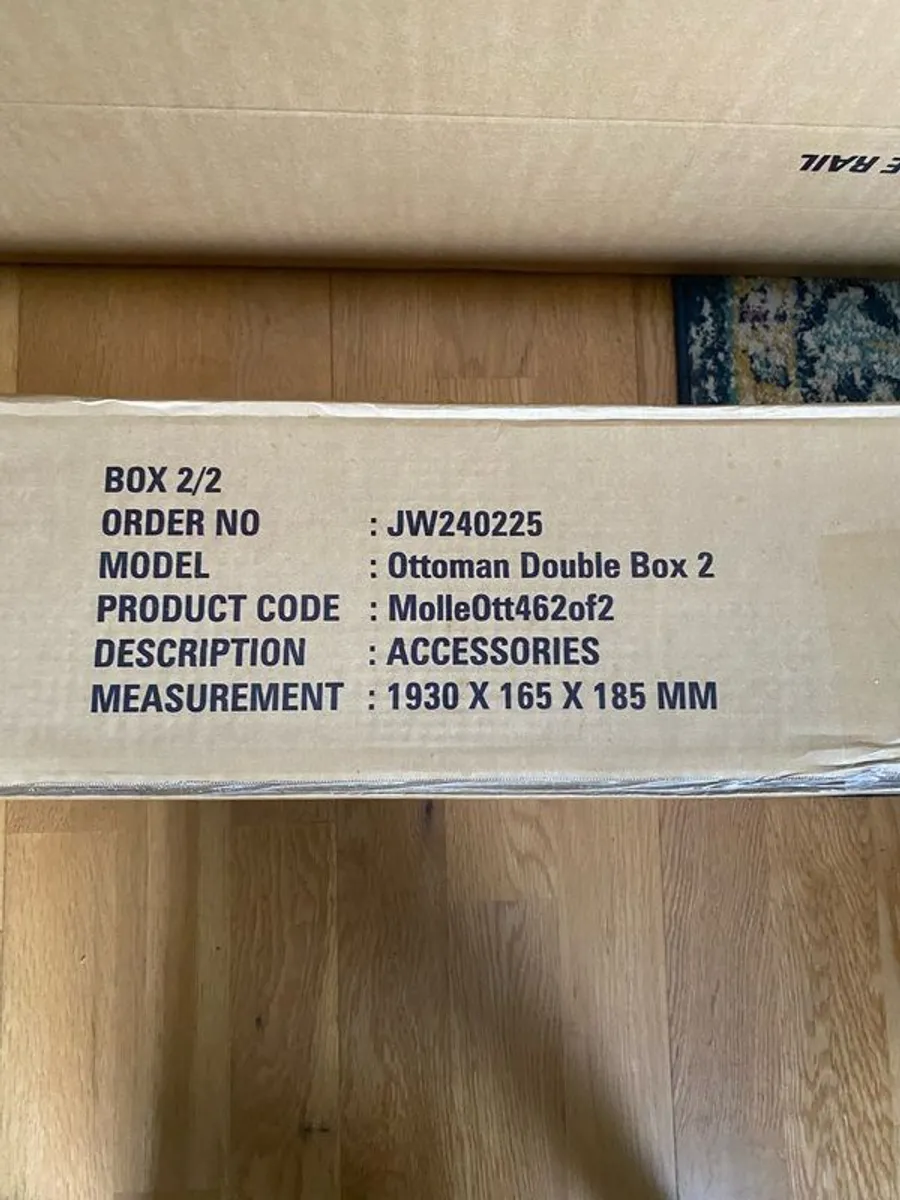 E RAIL
BOX 2/2
ORDER NO : JW240225
MODEL : Ottoman Double Box 2
PRODUCT CODE : MolleOtt462of2
DESCRIPTION : ACCESSORIES
MEASUREMENT : 1930 X 165 X 185 MM